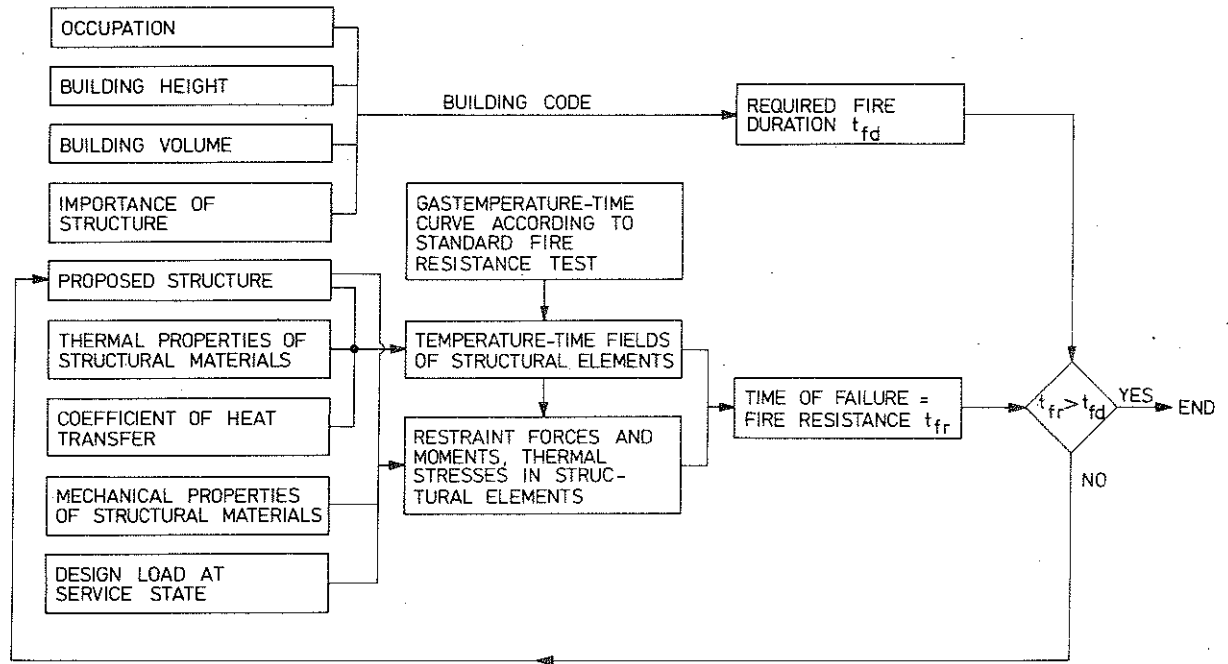 OCCUPATION
BUILDING HEIGHT
BUILDING VOLUME
IMPORTANCE OF
STRUCTURE
BUILDING CODE
REQUIRED FIRE
DURATION t_fd
GASTEMPERATURE-TIME
CURVE ACCORDING TO
STANDARD FIRE
RESISTANCE TEST
PROPOSED STRUCTURE
THERMAL PROPERTIES OF
STRUCTURAL MATERIALS
COEFFICIENT OF HEAT
TRANSFER
MECHANICAL PROPERTIES
OF STRUCTURAL MATERIALS
DESIGN LOAD AT
SERVICE STATE
TEMPERATURE-TIME FIELDS
OF STRUCTURAL ELEMENTS
RESTRAINT FORCES AND
MOMENTS, THERMAL
STRESSES IN STRUC-
TURAL ELEMENTS
TIME OF FAILURE =
FIRE RESISTANCE t_fr
t_fr > t_fd
YES
END
NO